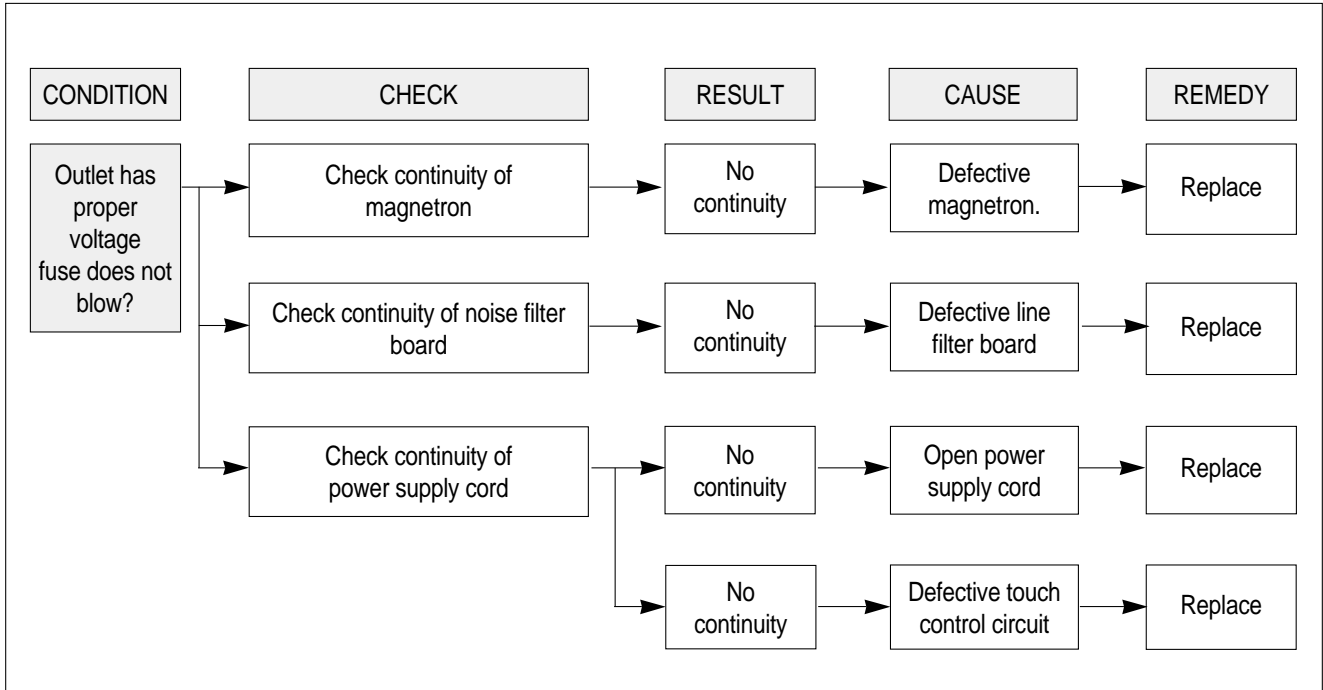 CONDITION
CHECK
RESULT
CAUSE
REMEDY
Outlet has
proper
voltage
fuse does not
blow?
Check continuity of
magnetron
No
continuity
Defective
magnetron.
Replace
Check continuity of noise filter
board
No
continuity
Defective line
filter board
Replace
Check continuity of
power supply cord
No
continuity
Open power
supply cord
Replace
No
continuity
Defective touch
control circuit
Replace